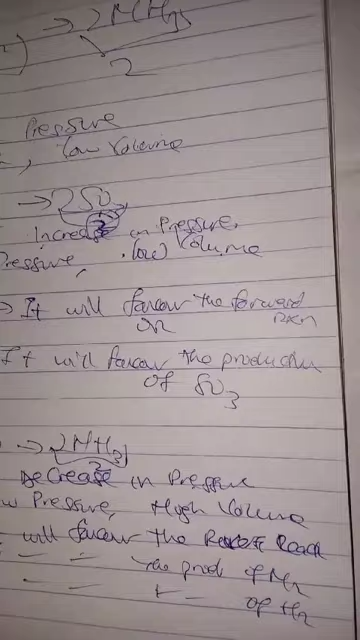 → 2NH3
2
Pressure
, low volume
→ 2SO3
Increase in Pressure,
Pressure, low volume
→ It will favour the forward
or rxn
It will favour the production
of SO3
→ 2NH3
Decrease in Pressure
w Pressure, High Volume
will favour the React
— — The prod of N2
— — — of H2